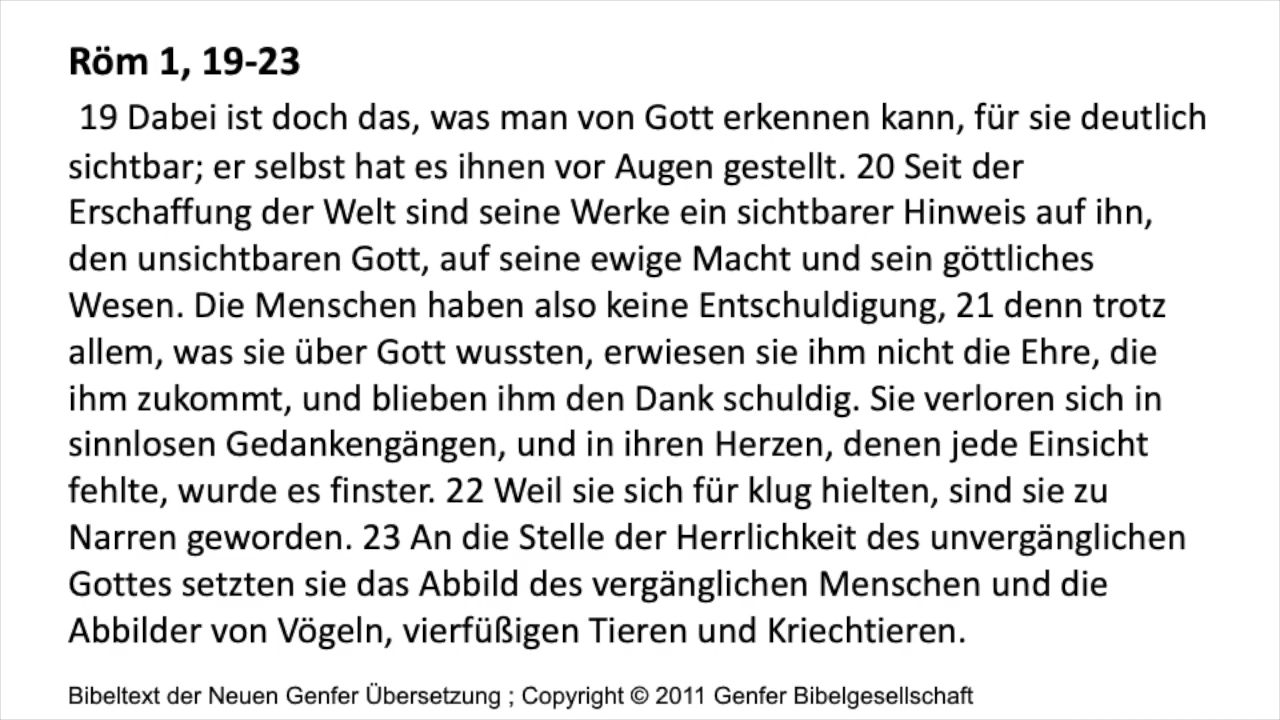 Röm 1, 19-23
19 Dabei ist doch das, was man von Gott erkennen kann, für sie deutlich
sichtbar; er selbst hat es ihnen vor Augen gestellt. 20 Seit der
Erschaffung der Welt sind seine Werke ein sichtbarer Hinweis auf ihn,
den unsichtbaren Gott, auf seine ewige Macht und sein göttliches
Wesen. Die Menschen haben also keine Entschuldigung, 21 denn trotz
allem, was sie über Gott wussten, erwiesen sie ihm nicht die Ehre, die
ihm zukommt, und blieben ihm den Dank schuldig. Sie verloren sich in
sinnlosen Gedankengängen, und in ihren Herzen, denen jede Einsicht
fehlte, wurde es finster. 22 Weil sie sich für klug hielten, sind sie zu
Narren geworden. 23 An die Stelle der Herrlichkeit des unvergänglichen
Gottes setzten sie das Abbild des vergänglichen Menschen und die
Abbilder von Vögeln, vierfüßigen Tieren und Kriechtieren.
Bibeltext der Neuen Genfer Übersetzung ; Copyright © 2011 Genfer Bibelgesellschaft